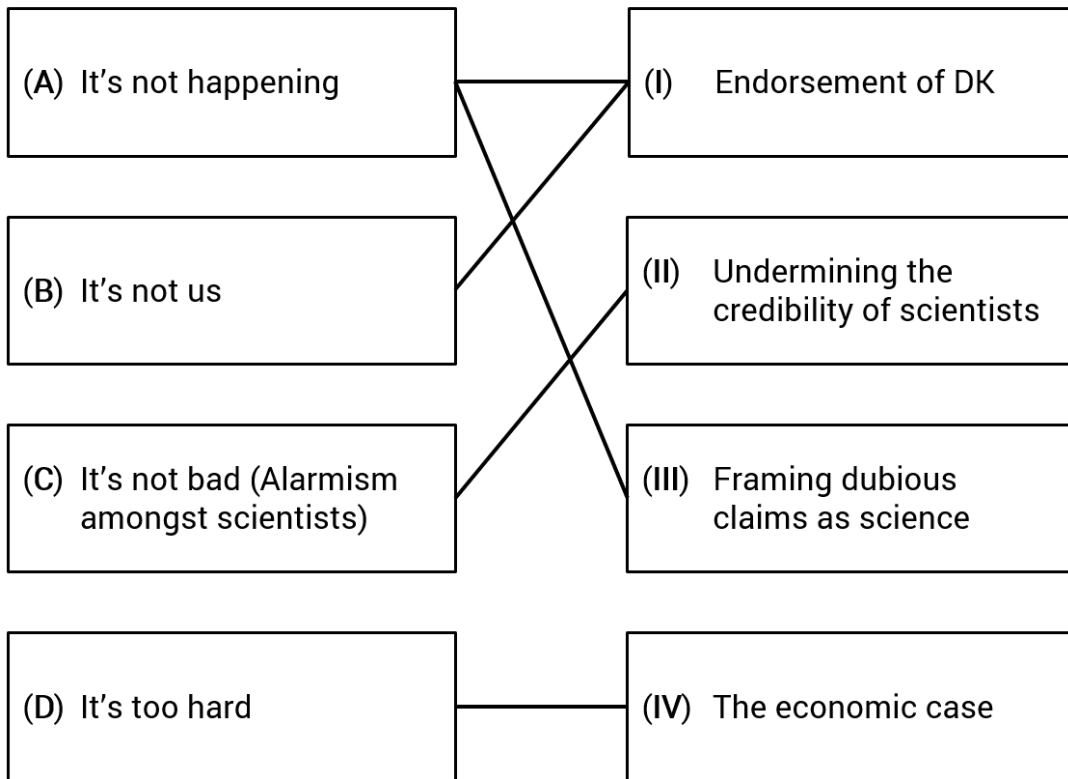 (A) It's not happening
(I) Endorsement of DK
(B) It's not us
(II) Undermining the
credibility of scientists
(C) It's not bad (Alarmism
amongst scientists)
(III) Framing dubious
claims as science
(D) It's too hard
(IV) The economic case